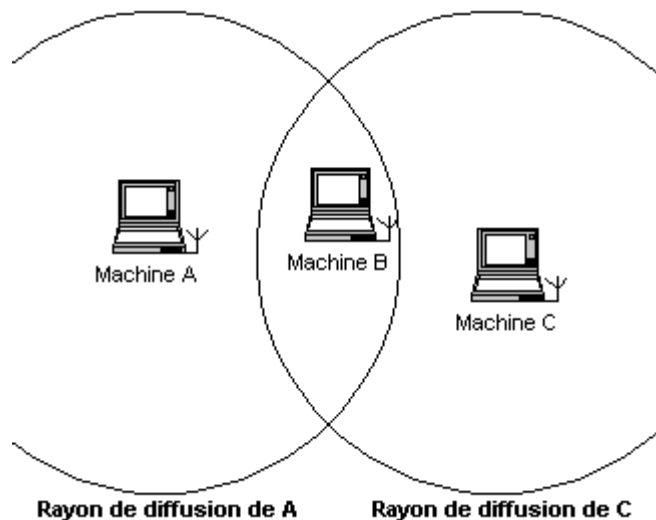 Machine A
Machine B
Machine C
Rayon de diffusion de A
Rayon de diffusion de C